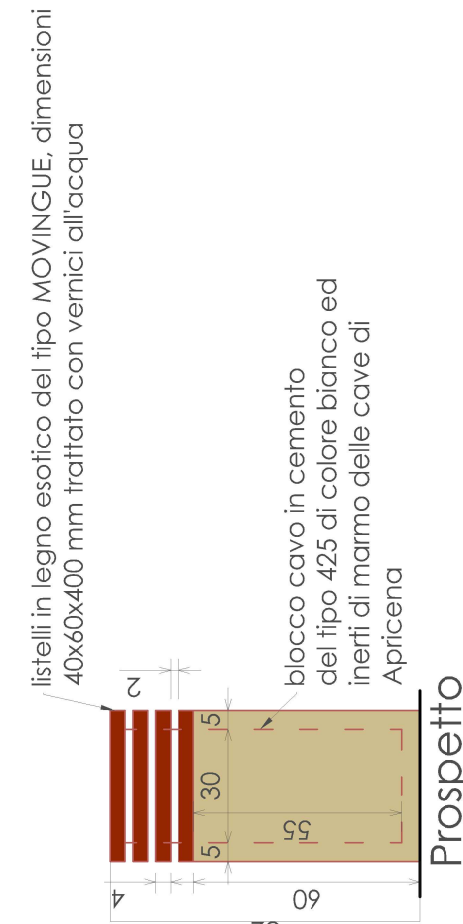 listelli in legno esotico del tipo MOVINGUE, dimensioni
40x60x400 mm trattato con vernici all'acqua
blocco cavo in cemento
del tipo 425 di colore bianco ed
inerti di marmo delle cave di
Apricena
2
5
30
5
55
4
60
Prospetto